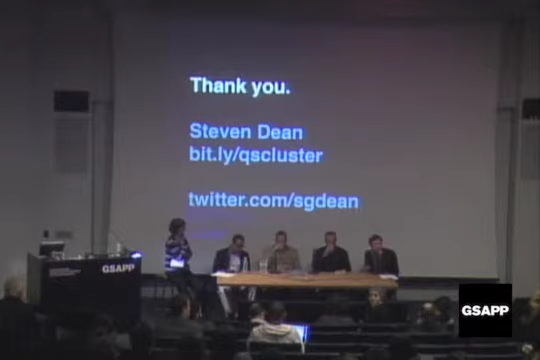 Thank you.
Steven Dean
bit.ly/qscluster
twitter.com/sgdean
GSAPP
GSAPP